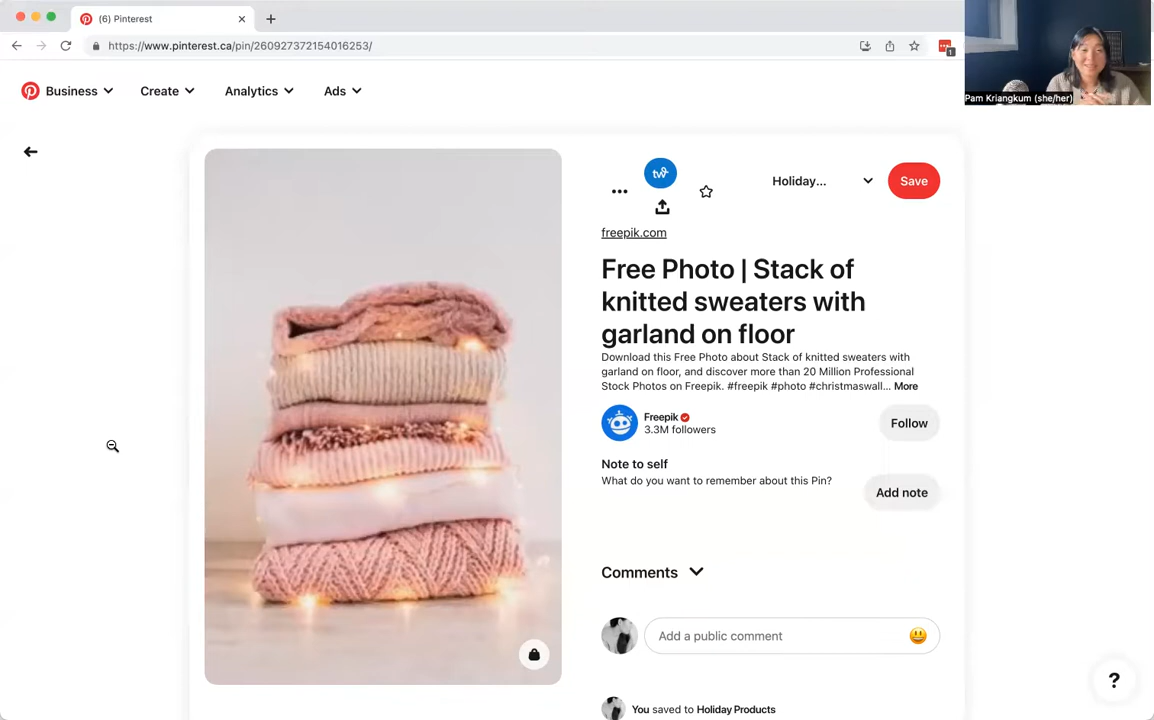 (6) Pinterest
https://www.pinterest.ca/pin/260927372154016253/
1
Pam Kriangkum (she/her)
Business
Create
Analytics
Ads
tw
Holiday...
Save
freepik.com
Free Photo | Stack of
knitted sweaters with
garland on floor
Download this Free Photo about Stack of knitted sweaters with
garland on floor, and discover more than 20 Million Professional
Stock Photos on Freepik. #freepik #photo #christmaswall... More
Freepik
3.3M followers
Follow
Note to self
What do you want to remember about this Pin?
Add note
Comments
Add a public comment
You saved to Holiday Products
?